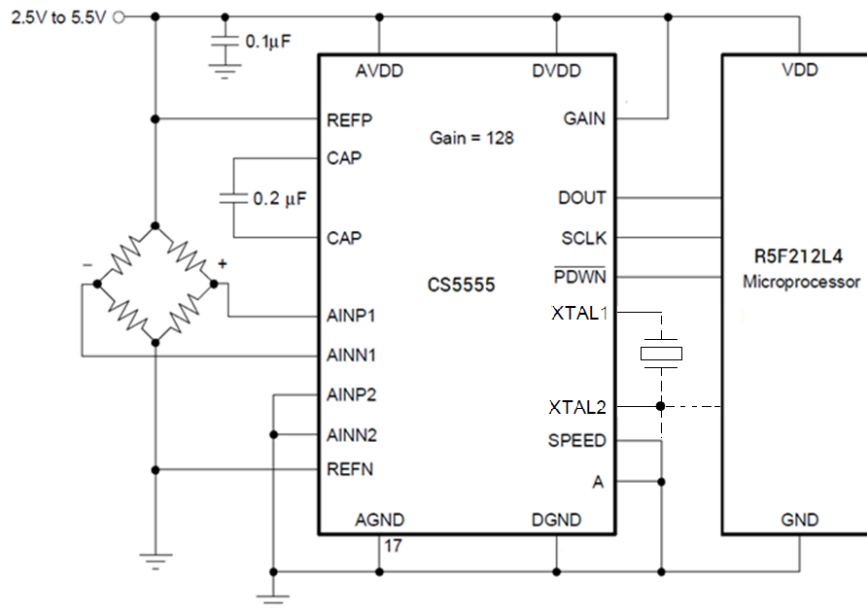 2.5V to 5.5V
0.1µF
AVDD
DVDD
VDD
REFP
Gain = 128
GAIN
CAP
0.2 µF
DOUT
CAP
SCLK
R5F212L4
Microprocessor
–
+
CS5555
PDWN
AINP1
XTAL1
AINN1
AINP2
XTAL2
AINN2
SPEED
REFN
A
AGND
DGND
GND
17